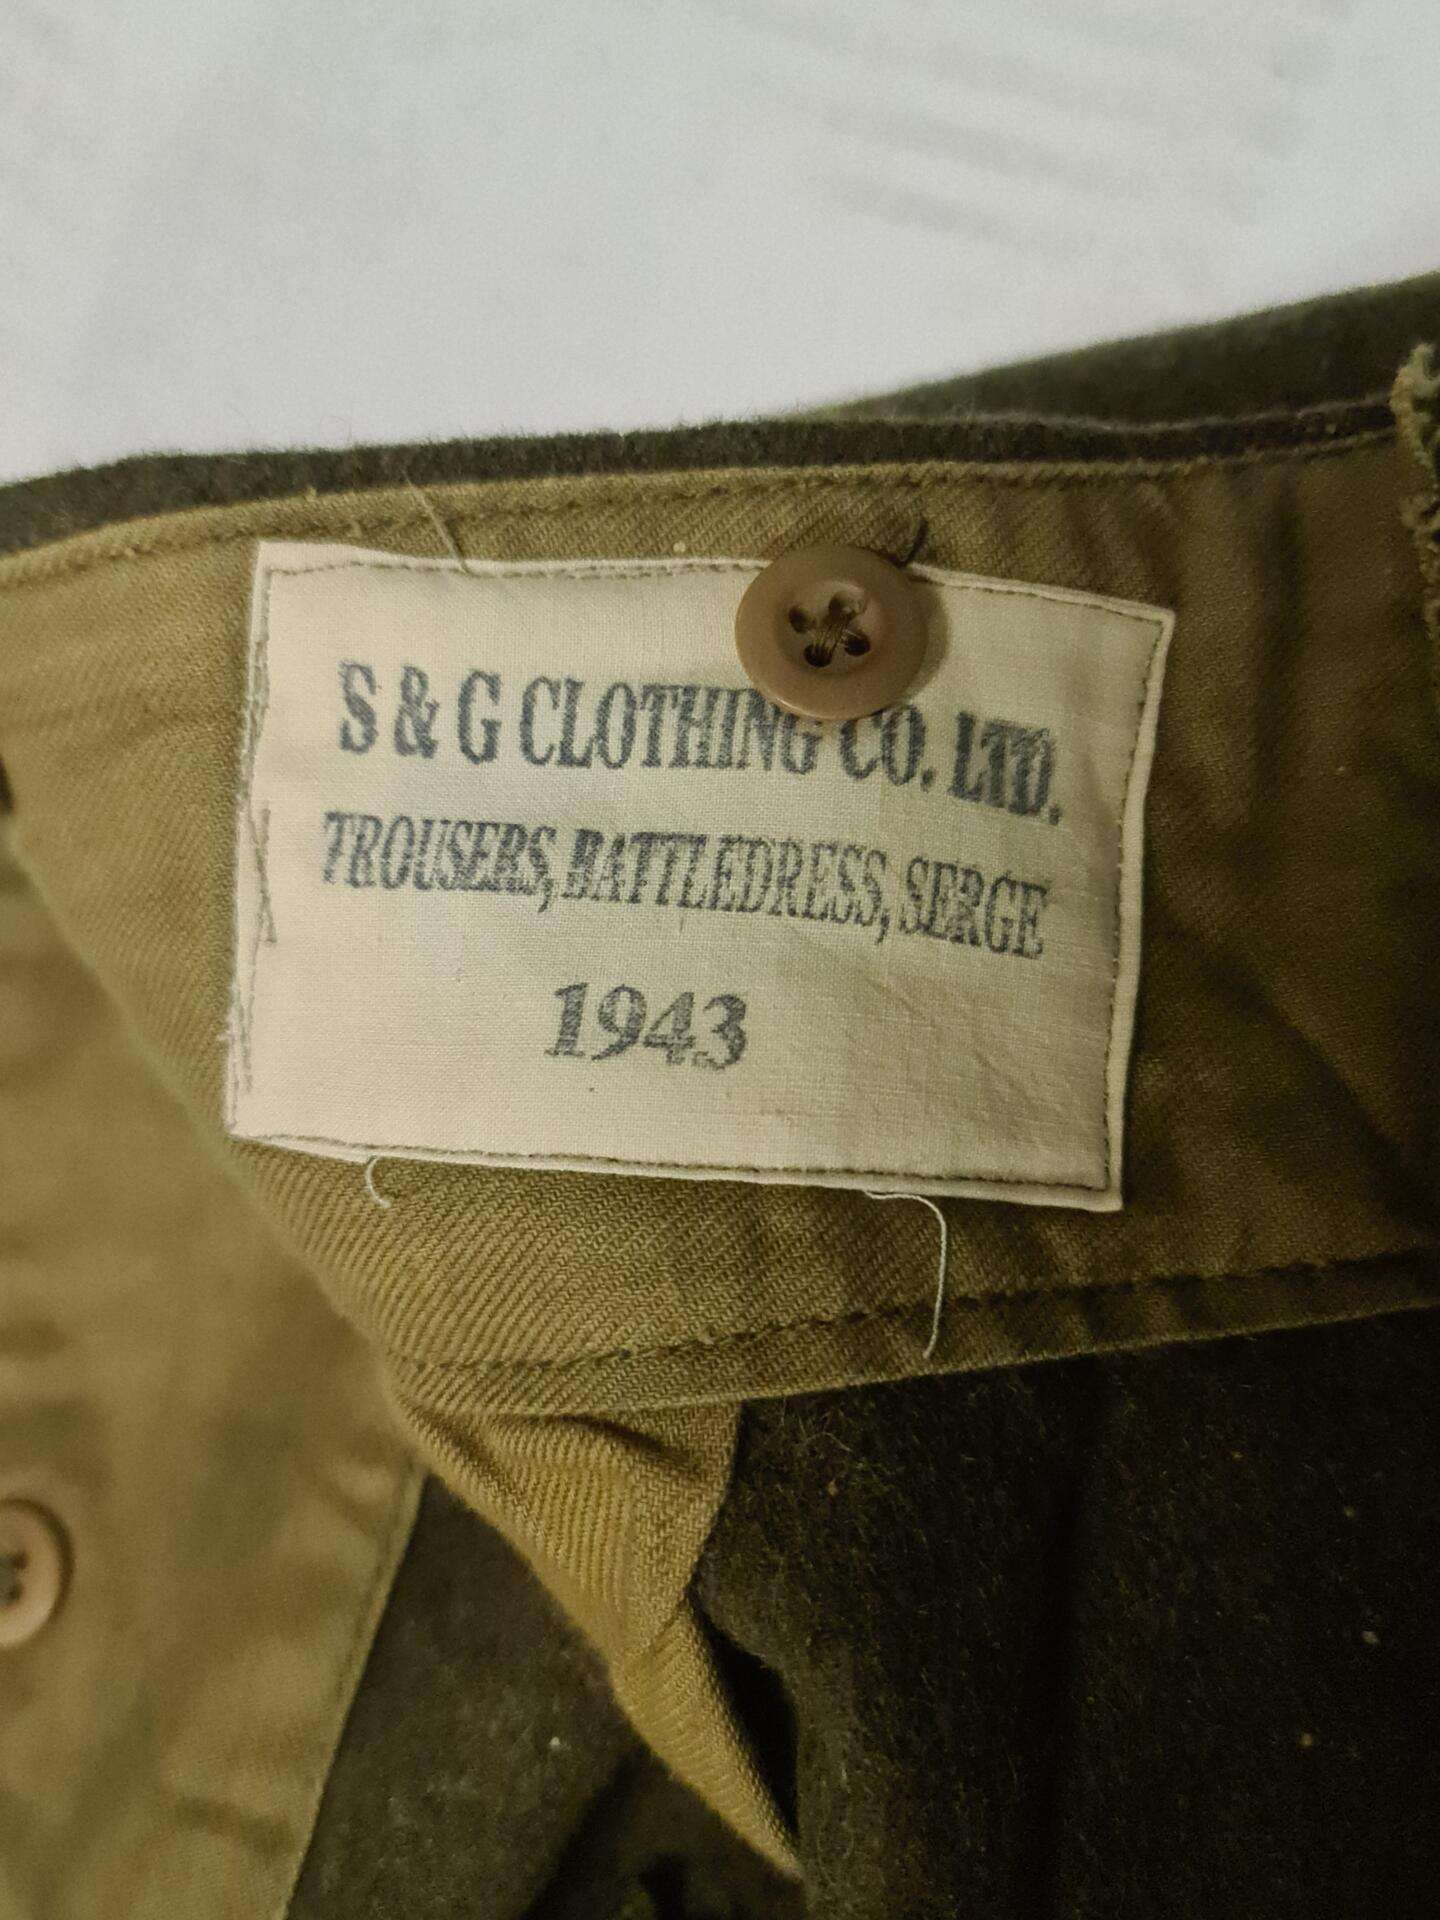 S & G CLOTHING CO. LTD.
TROUSERS, BATTLEDRESS, SERGE
1943